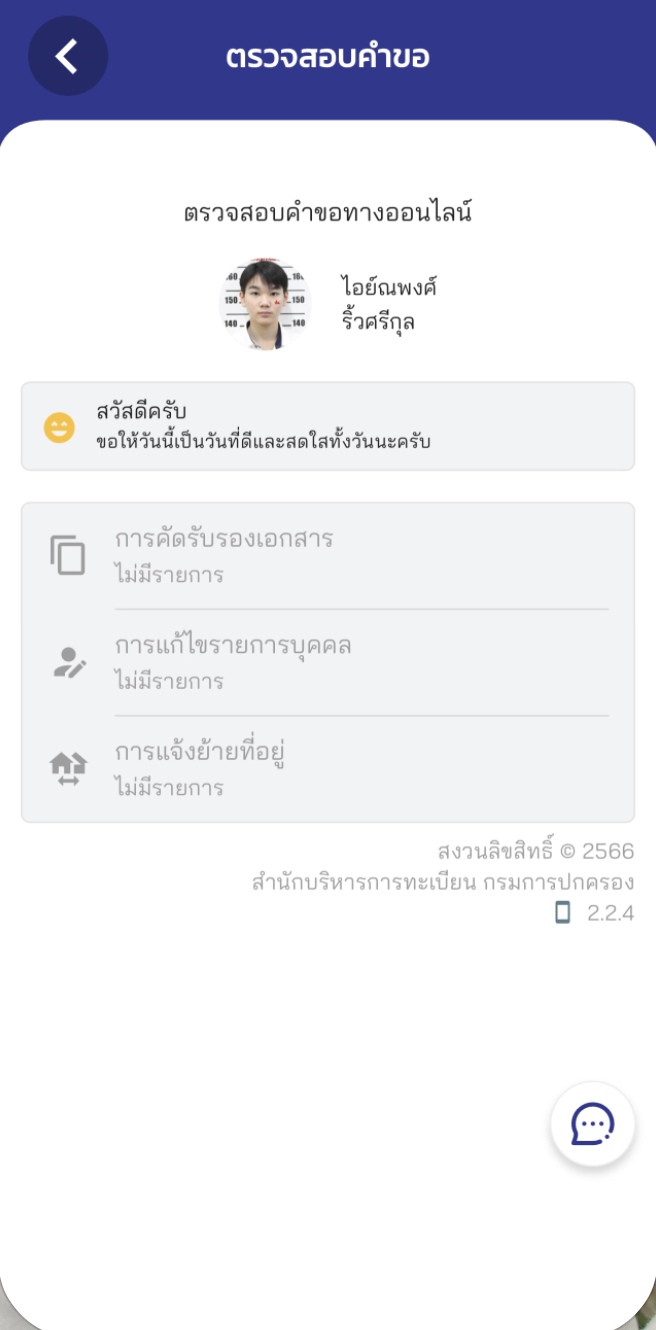 ตรวจสอบคำขอ
ตรวจสอบคำขอทางออนไลน์
160
150
150
140
140
ไอย์ณพงศ์
ริ้วศรีกุล
สวัสดีครับ
ขอให้วันนี้เป็นวันที่ดีและสดใสทั้งวันนะครับ
การคัดรับรองเอกสาร
ไม่มีรายการ
การแก้ไขรายการบุคคล
ไม่มีรายการ
การแจ้งย้ายที่อยู่
ไม่มีรายการ
สงวนลิขสิทธิ์ © 2566
สำนักบริหารการทะเบียน กรมการปกครอง
2.2.4